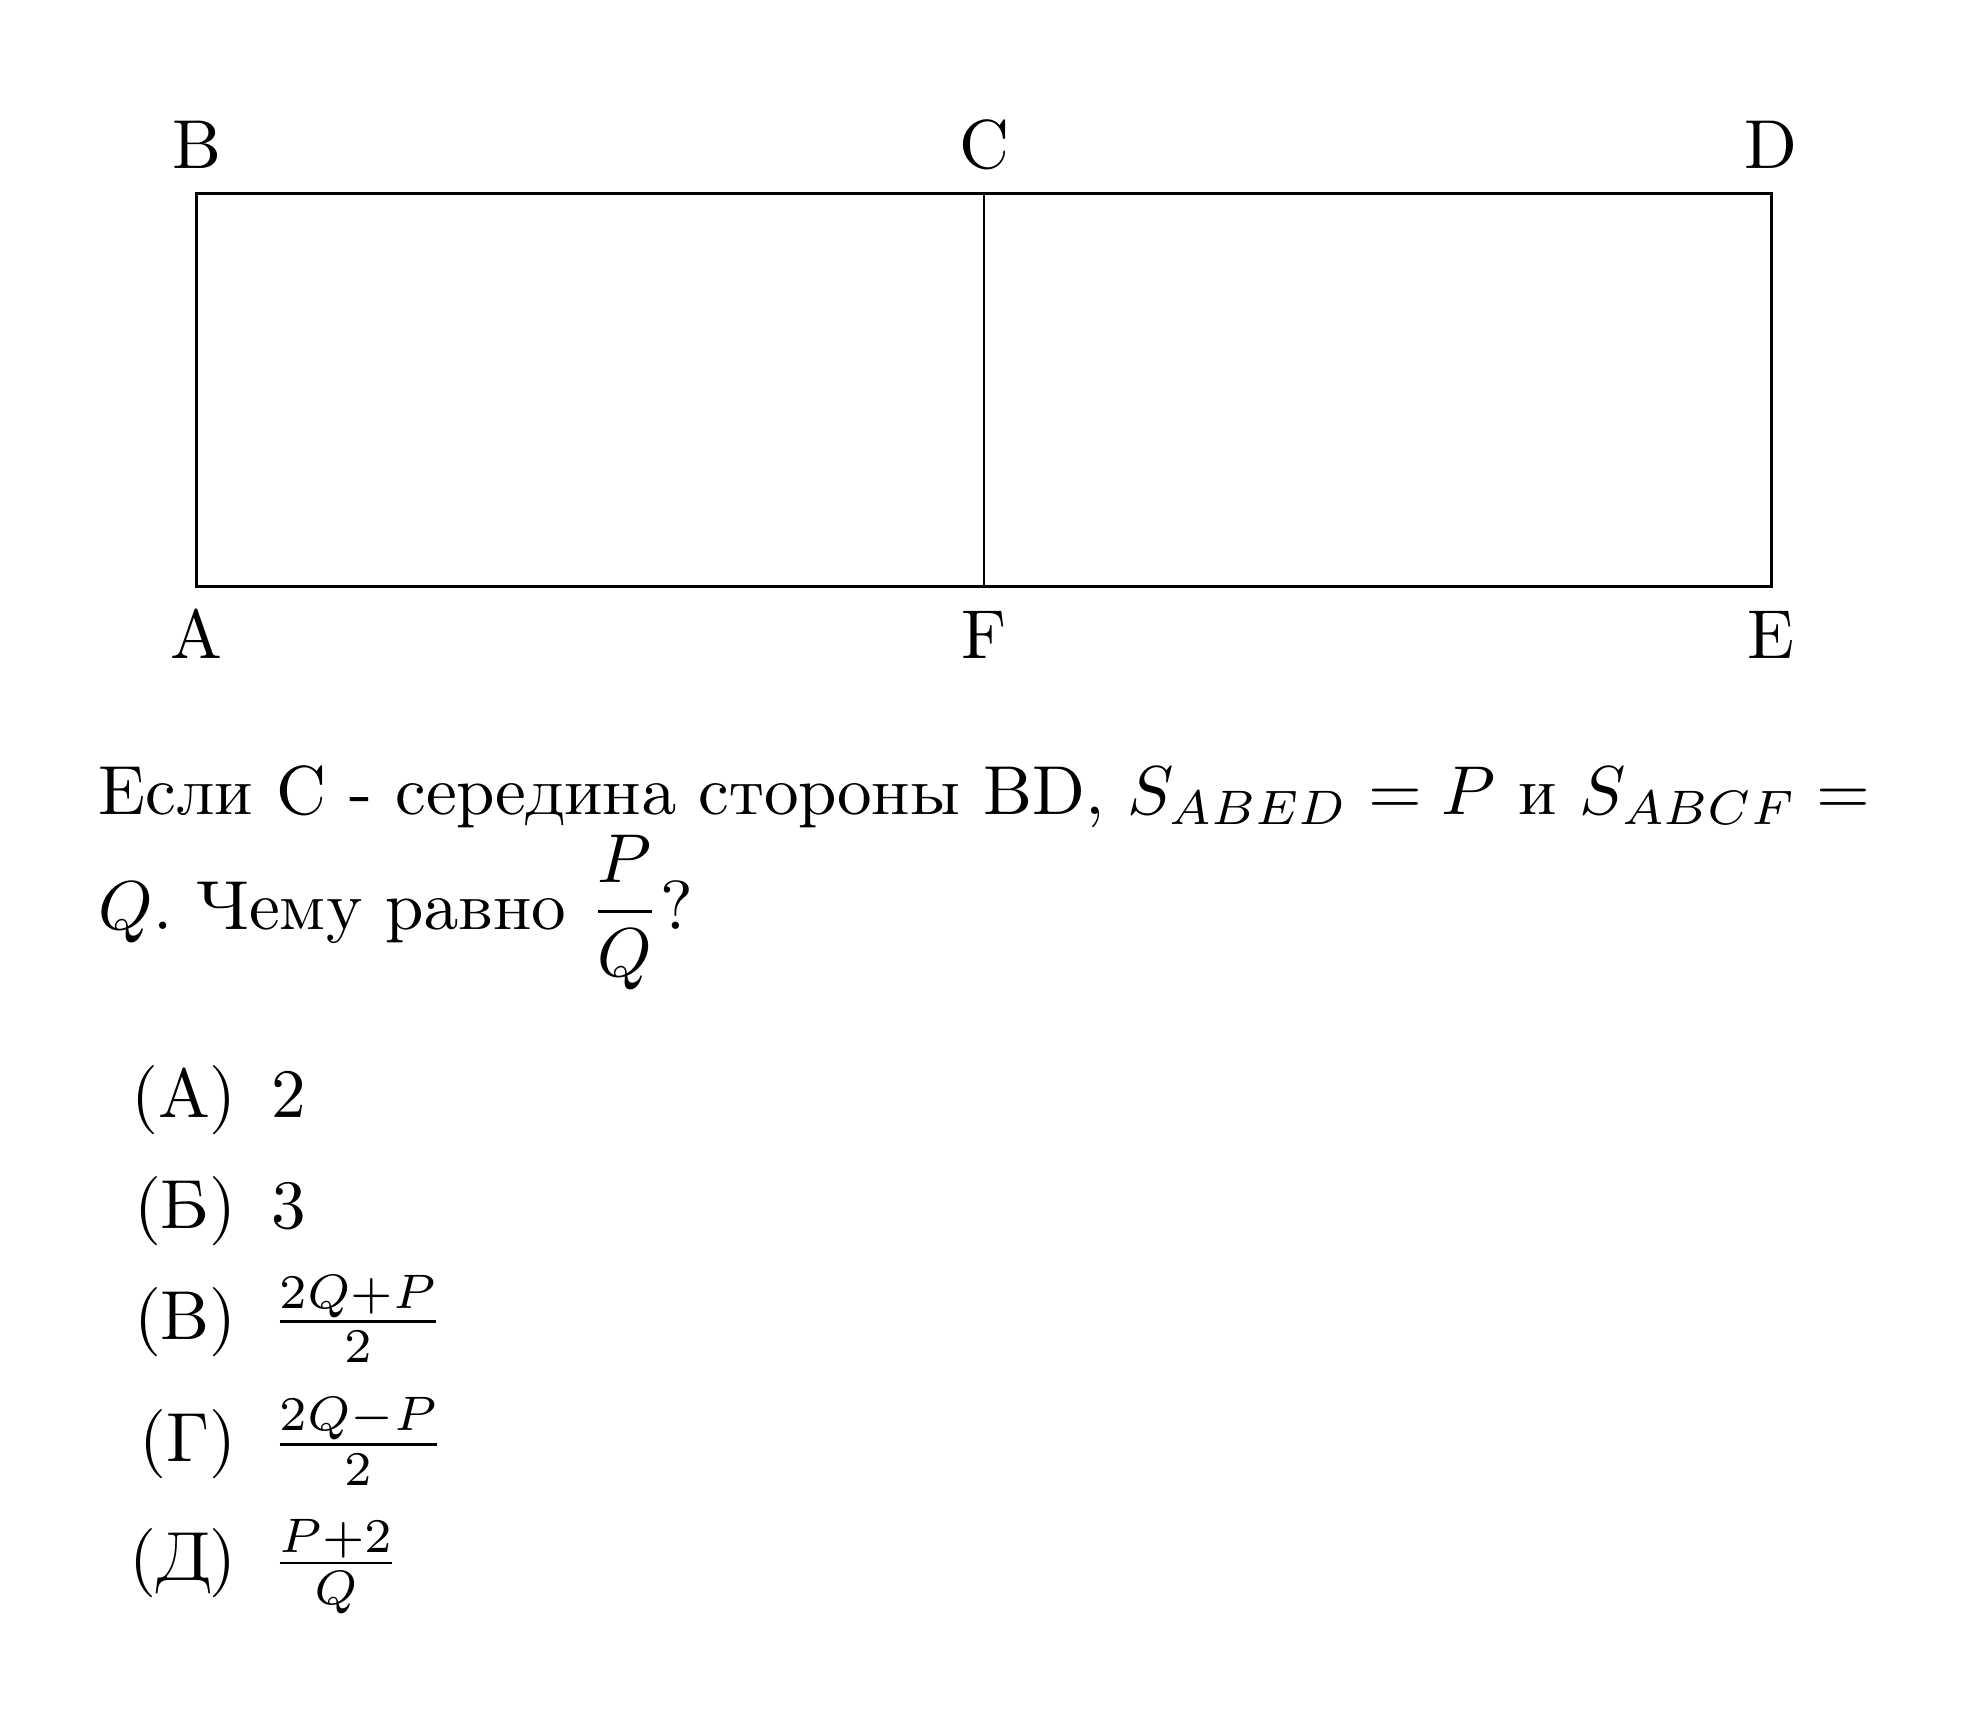 B C D
A F E
Если C - середина стороны BD, $S_{ABED} = P$ и $S_{ABCF} =$
$Q$. Чему равно $\dfrac{P}{Q}$?
(А) 2
(Б) 3
(В) $\frac{2Q+P}{2}$
(Г) $\frac{2Q-P}{2}$
(Д) $\frac{P+2}{Q}$